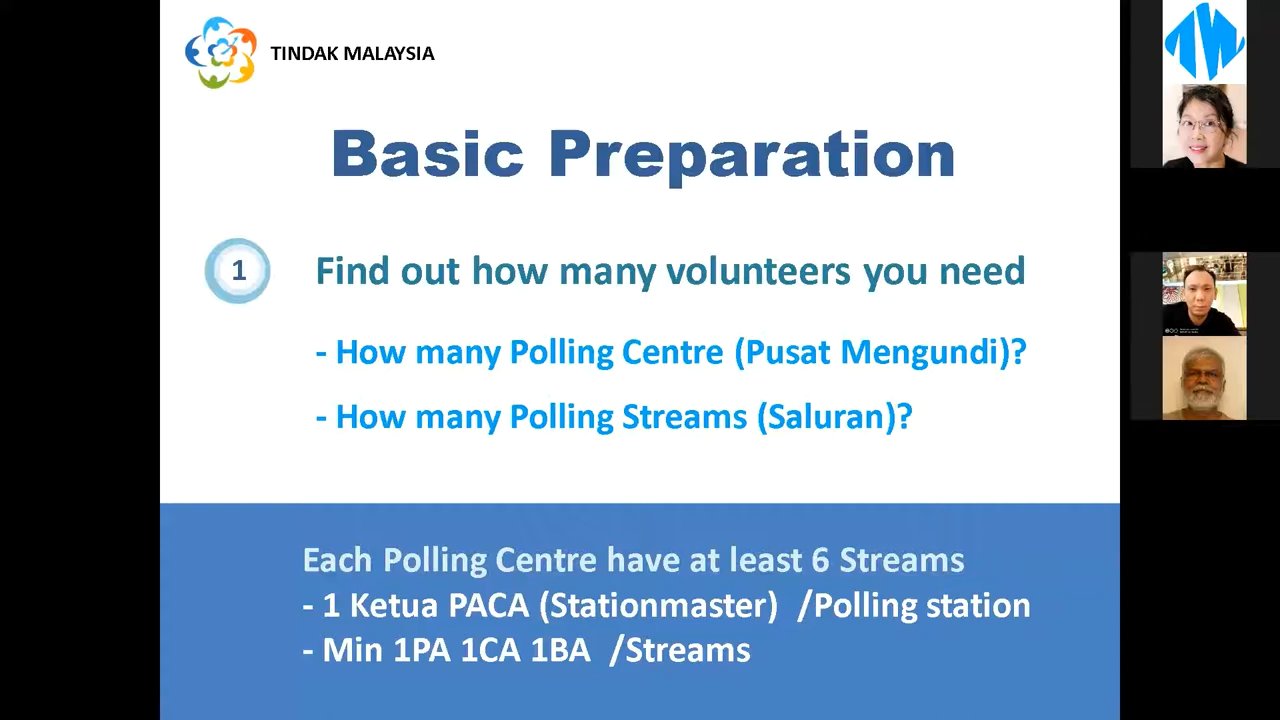 TINDAK MALAYSIA
Basic Preparation
1
Find out how many volunteers you need
- How many Polling Centre (Pusat Mengundi)?
- How many Polling Streams (Saluran)?
Each Polling Centre have at least 6 Streams
- 1 Ketua PACA (Stationmaster) /Polling station
- Min 1PA 1CA 1BA /Streams